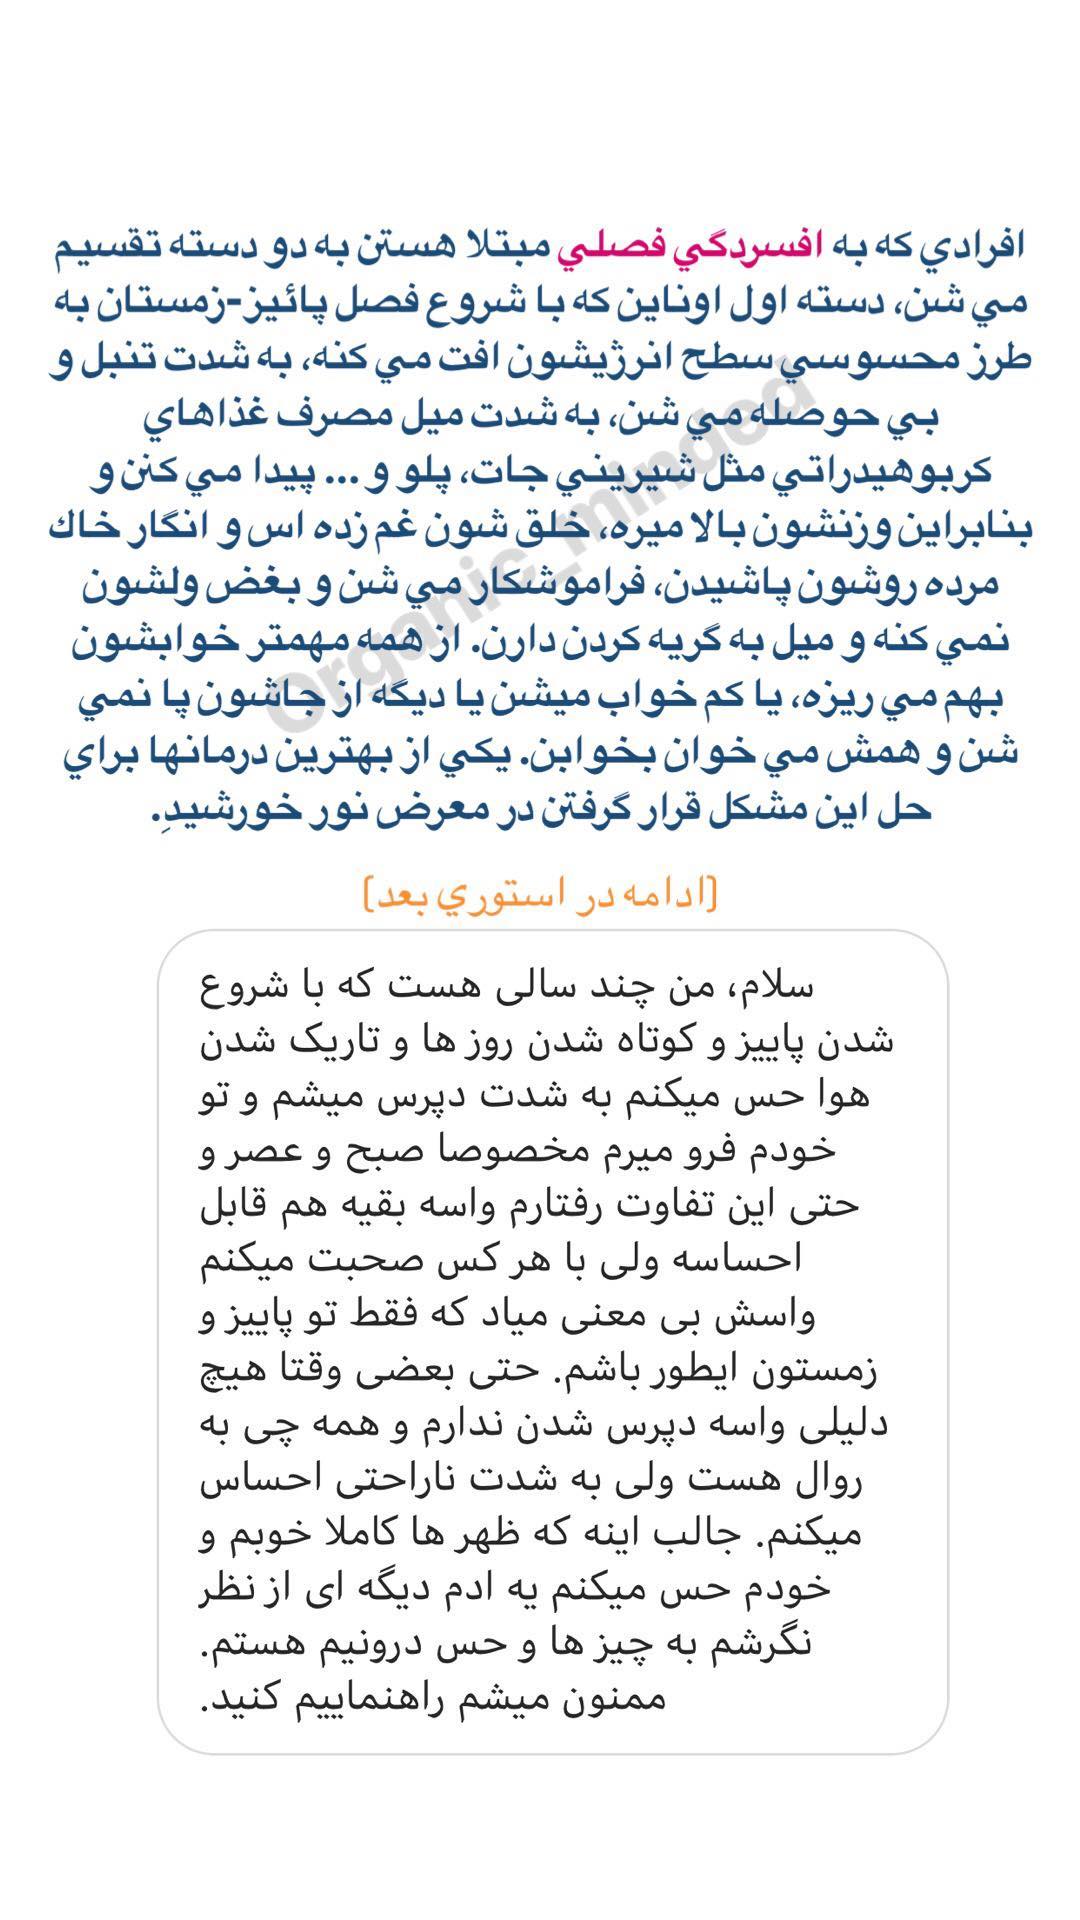 افرادي كه به افسردگي فصلي مبتلا هستن به دو دسته تقسيم
مي شن، دسته اول اوناين كه با شروع فصل پائيز-زمستان به
طرز محسوسي سطح انرژيشون افت مي كنه، به شدت تنبل و
بي حوصله مي شن، به شدت ميل مصرف غذاهاي
كربوهيدراتي مثل شيريني جات، پلو و ... پيدا مي كنن و
بنابراين وزنشون بالا ميره، خلق شون غم زده اس و انگار خاك
مرده روشون پاشيدن، فراموشكار مي شن و بغض ولشون
نمي كنه و ميل به گريه كردن دارن. از همه مهمتر خوابشون
بهم مي ريزه، يا كم خواب ميشن يا ديگه از جاشون پا نمي
شن و همش مي خوان بخوابن. يكي از بهترين درمانها براي
حل اين مشكل قرار گرفتن در معرض نور خورشيدِ.
Organic_minded
[ادامه در استوري بعد]
سلام، من چند سالی هست که با شروع
شدن پاییز و کوتاه شدن روز ها و تاریک شدن
هوا حس میکنم به شدت دپرس میشم و تو
خودم فرو میرم مخصوصا صبح و عصر و
حتی این تفاوت رفتارم واسه بقیه هم قابل
احساسه ولی با هر کس صحبت میکنم
واسش بی معنی میاد که فقط تو پاییز و
زمستون ایطور باشم. حتی بعضی وقتا هیچ
دلیلی واسه دپرس شدن ندارم و همه چی به
روال هست ولی به شدت ناراحتی احساس
میکنم. جالب اینه که ظهر ها کاملا خوبم و
خودم حس میکنم یه ادم دیگه ای از نظر
نگرشم به چیز ها و حس درونیم هستم.
ممنون میشم راهنماییم کنید.